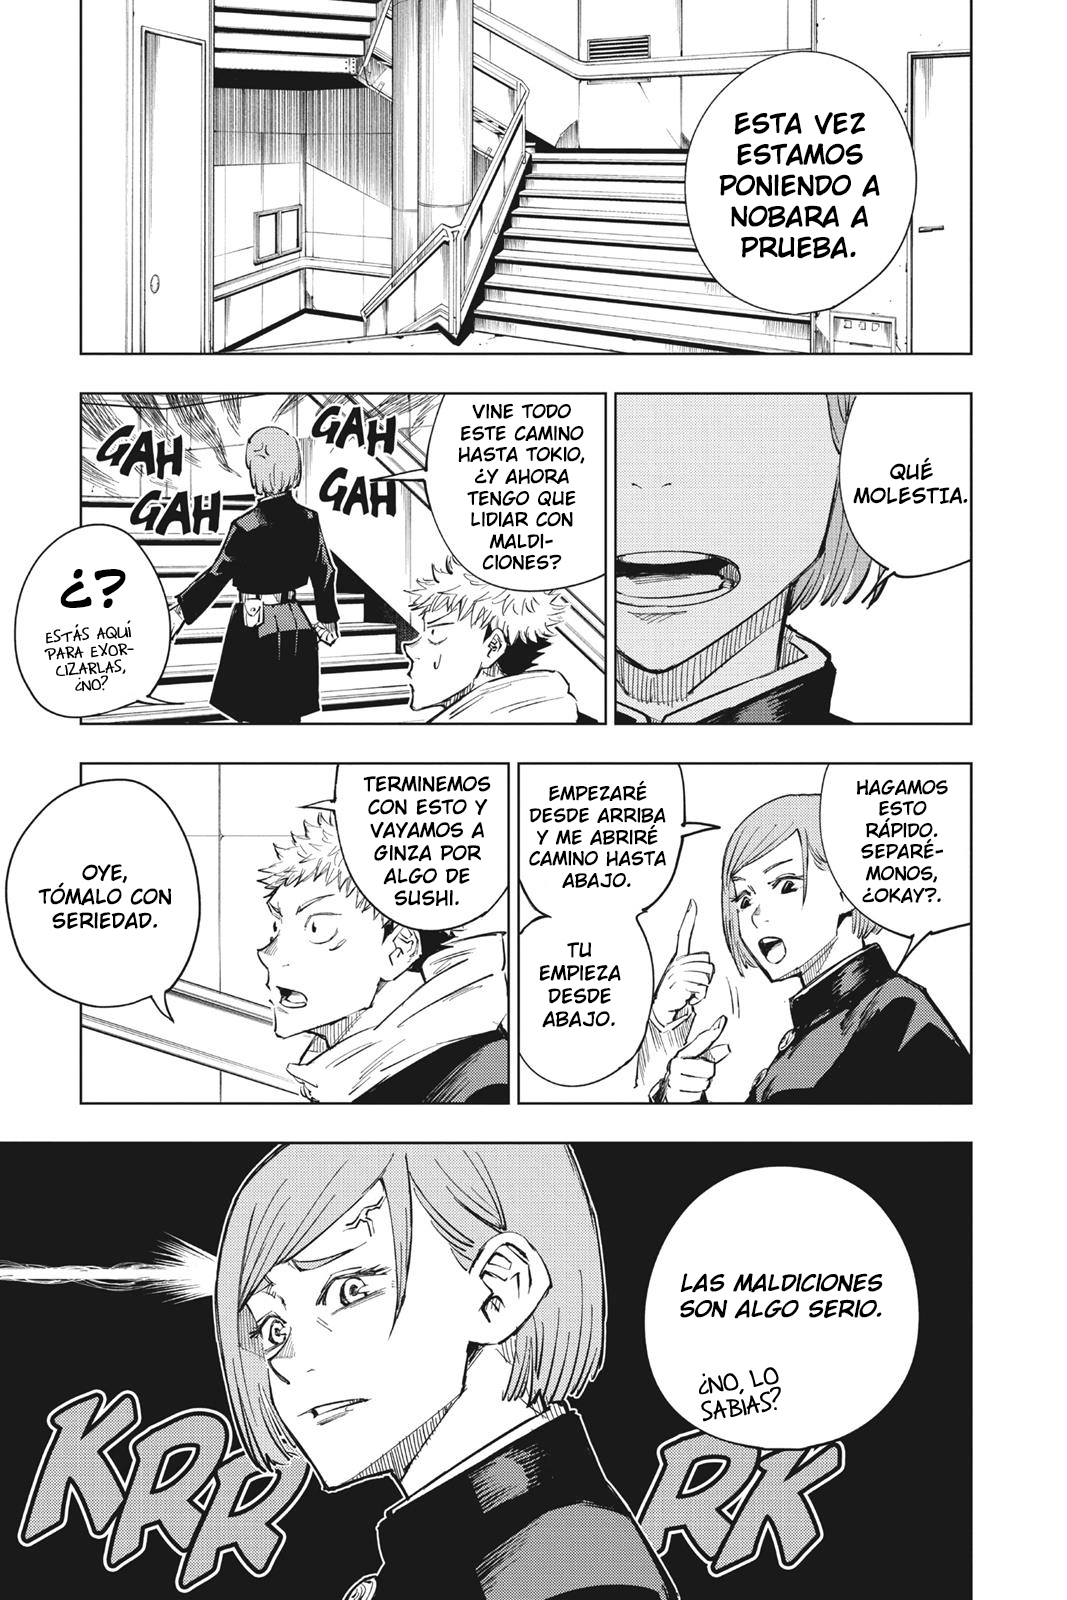 ESTA VEZ
ESTAMOS
PONIENDO A
NOBARA A
PRUEBA.
QUÉ
MOLESTIA.
VINE TODO
ESTE CAMINO
HASTA TOKIO,
¿Y AHORA
TENGO QUE
LIDIAR CON
MALDI-
CIONES?
GAH
GAH
GAH
GAH
¿?
ESTÁS AQUÍ
PARA EXOR-
CIZARLAS,
¿NO?
HAGAMOS
ESTO
RÁPIDO.
SEPARÉ-
MONOS,
¿OKAY?.
EMPEZARÉ
DESDE ARRIBA
Y ME ABRIRÉ
CAMINO HASTA
ABAJO.
TU
EMPIEZA
DESDE
ABAJO.
TERMINEMOS
CON ESTO Y
VAYAMOS A
GINZA POR
ALGO DE
SUSHI.
OYE,
TÓMALO CON
SERIEDAD.
LAS MALDICIONES
SON ALGO SERIO.
¿NO, LO
SABIAS?
KRR
RK